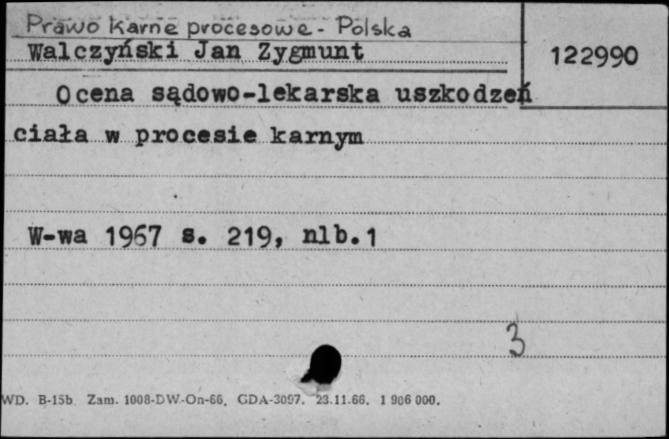 Prawo Karne procesowe - Polska
Walczyński Jan Zygmunt
122990
Ocena sądowo-lekarska uszkodzeń
ciała w procesie karnym
W-wa 1967 s. 219, nlb.1
3
WD. B-15b Zam. 1008-DW-On-66. GDA-3097. 23.11.66. 1 906 000.